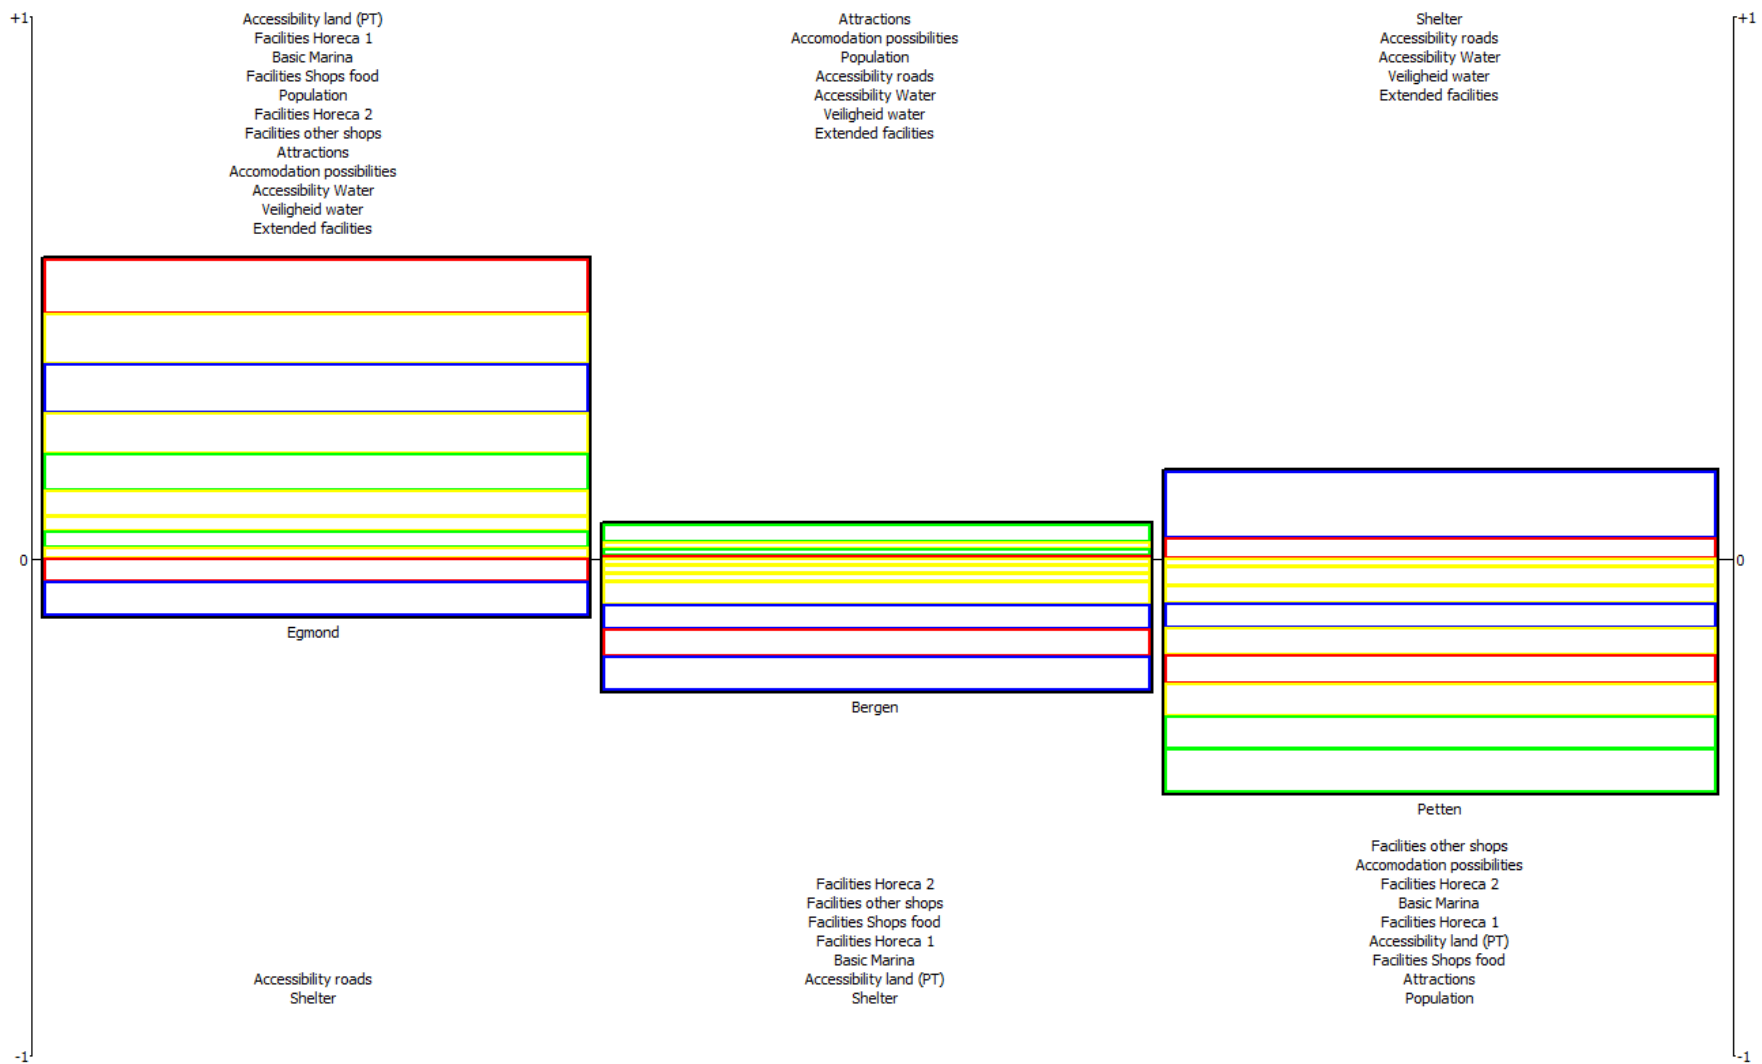 +1
Accessibility land (PT)
Facilities Horeca 1
Basic Marina
Facilities Shops food
Population
Facilities Horeca 2
Facilities other shops
Attractions
Accomodation possibilities
Accessibility Water
Veiligheid water
Extended facilities
Attractions
Accomodation possibilities
Population
Accessibility roads
Accessibility Water
Veiligheid water
Extended facilities
Shelter
Accessibility roads
Accessibility Water
Veiligheid water
Extended facilities
+1
0
0
Egmond
Bergen
Petten
Accessibility roads
Shelter
Facilities Horeca 2
Facilities other shops
Facilities Shops food
Facilities Horeca 1
Basic Marina
Accessibility land (PT)
Shelter
Facilities other shops
Accomodation possibilities
Facilities Horeca 2
Basic Marina
Facilities Horeca 1
Accessibility land (PT)
Facilities Shops food
Attractions
Population
-1
-1